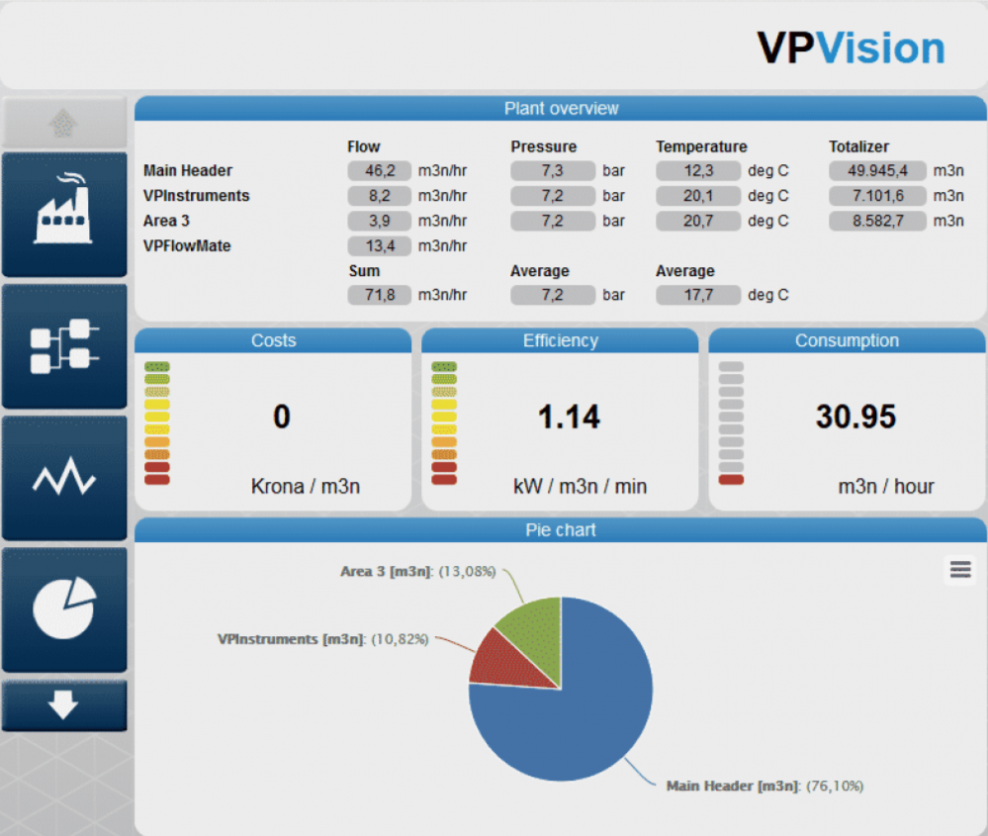 VPVision
Plant overview
Flow Pressure Temperature Totalizer
Main Header 46,2 m3n/hr 7,3 bar 12,3 deg C 49.945,4 m3n
VPInstruments 8,2 m3n/hr 7,2 bar 20,1 deg C 7.101,6 m3n
Area 3 3,9 m3n/hr 7,2 bar 20,7 deg C 8.582,7 m3n
VPFlowMate 13,4 m3n/hr
Sum Average Average
71,8 m3n/hr 7,2 bar 17,7 deg C
Costs Efficiency Consumption
0 1.14 30.95
Krona / m3n kW / m3n / min m3n / hour
Pie chart
Area 3 [m3n]: (13,08%)
VPInstruments [m3n]: (10,82%)
Main Header [m3n]: (76,10%)